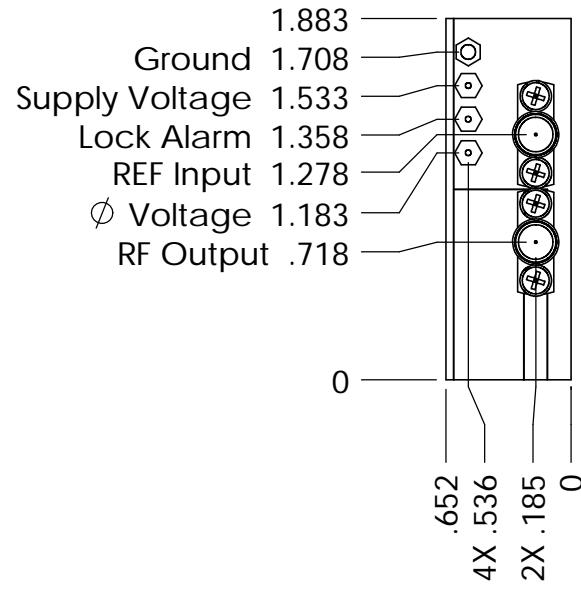 1.883
Ground 1.708
Supply Voltage 1.533
Lock Alarm 1.358
REF Input 1.278
∅ Voltage 1.183
RF Output .718
0
.652
4X .536
2X .185
0